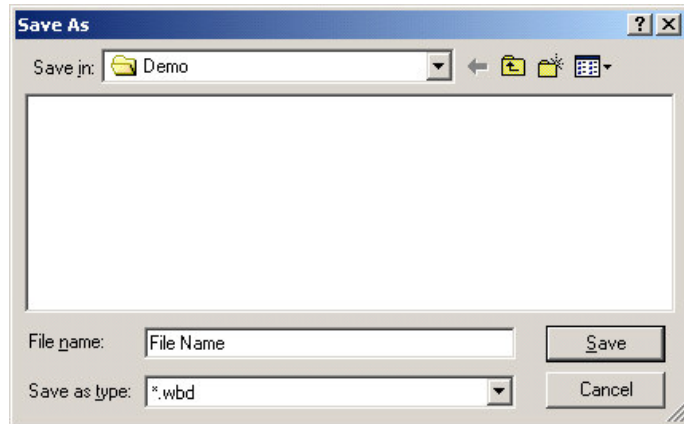 Save As
Save in: Demo
File name: File Name Save
Save as type: *.wbd Cancel